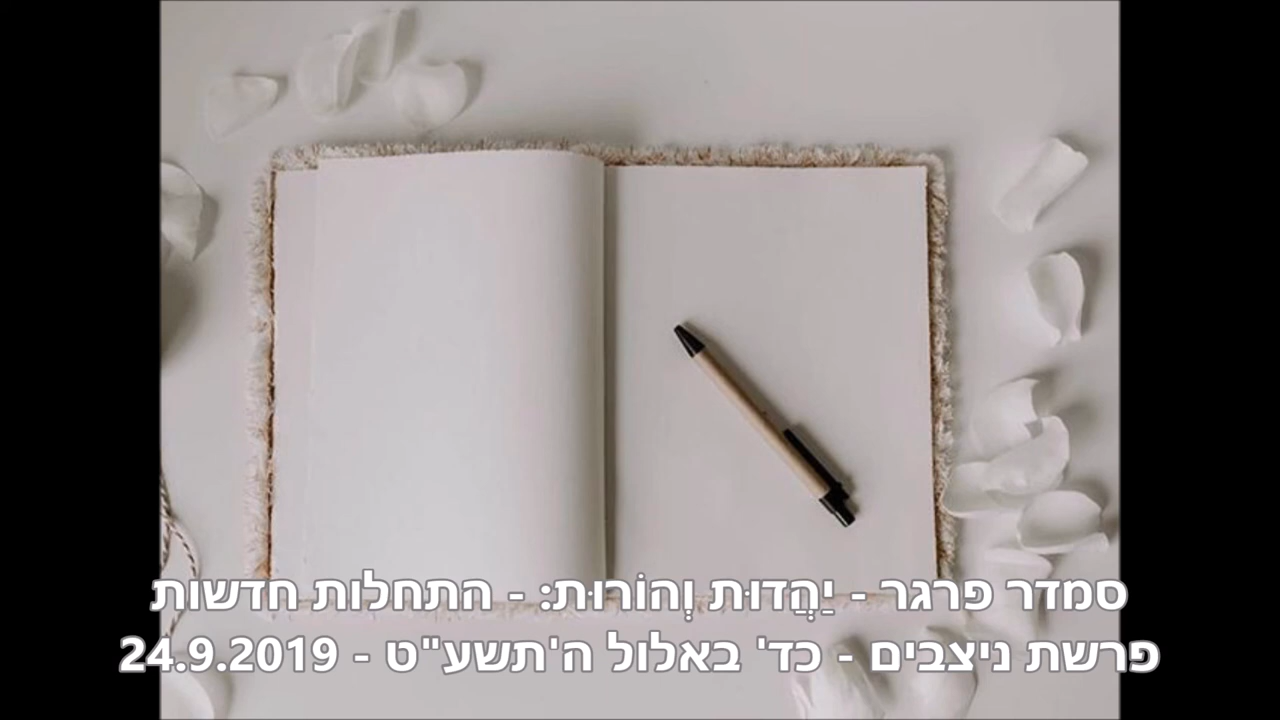 סמדר פרגר - יַהֲדוּת וְהוֹרוּת: - התחלות חדשות
פרשת ניצבים - כד' באלול ה'תשע"ט - 24.9.2019